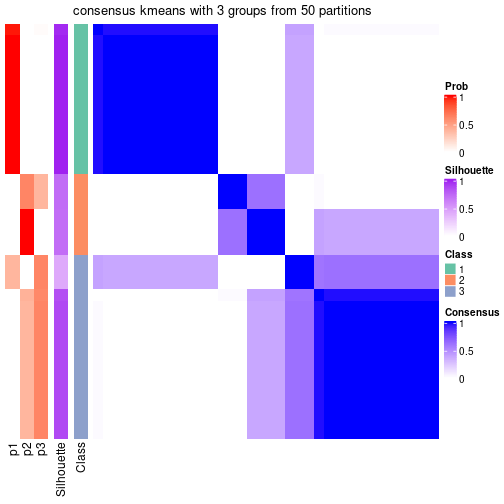 consensus kmeans with 3 groups from 50 partitions
Prob
1
0.5
0
Silhouette
1
0.5
0
Class
1
2
3
Consensus
1
0.5
0
p1
p2
p3
Silhouette
Class